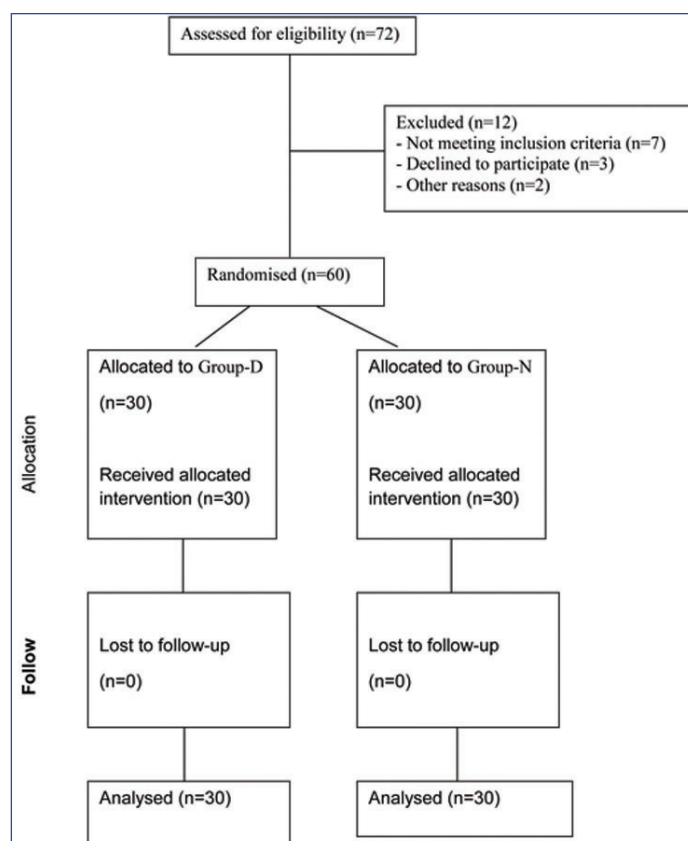 Assessed for eligibility (n=72)
Excluded (n=12)
- Not meeting inclusion criteria (n=7)
- Declined to participate (n=3)
- Other reasons (n=2)
Randomised (n=60)
Allocation
Allocated to Group-D
(n=30)
Received allocated
intervention (n=30)
Allocated to Group-N
(n=30)
Received allocated
intervention (n=30)
Follow
Lost to follow-up
(n=0)
Lost to follow-up
(n=0)
Analysed (n=30)
Analysed (n=30)